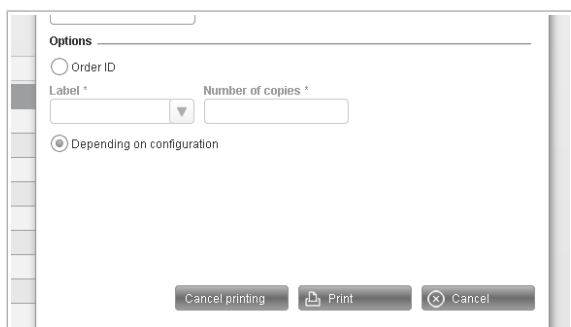 Options
Order ID
Label * Number of copies *
Depending on configuration
Cancel printing Print Cancel